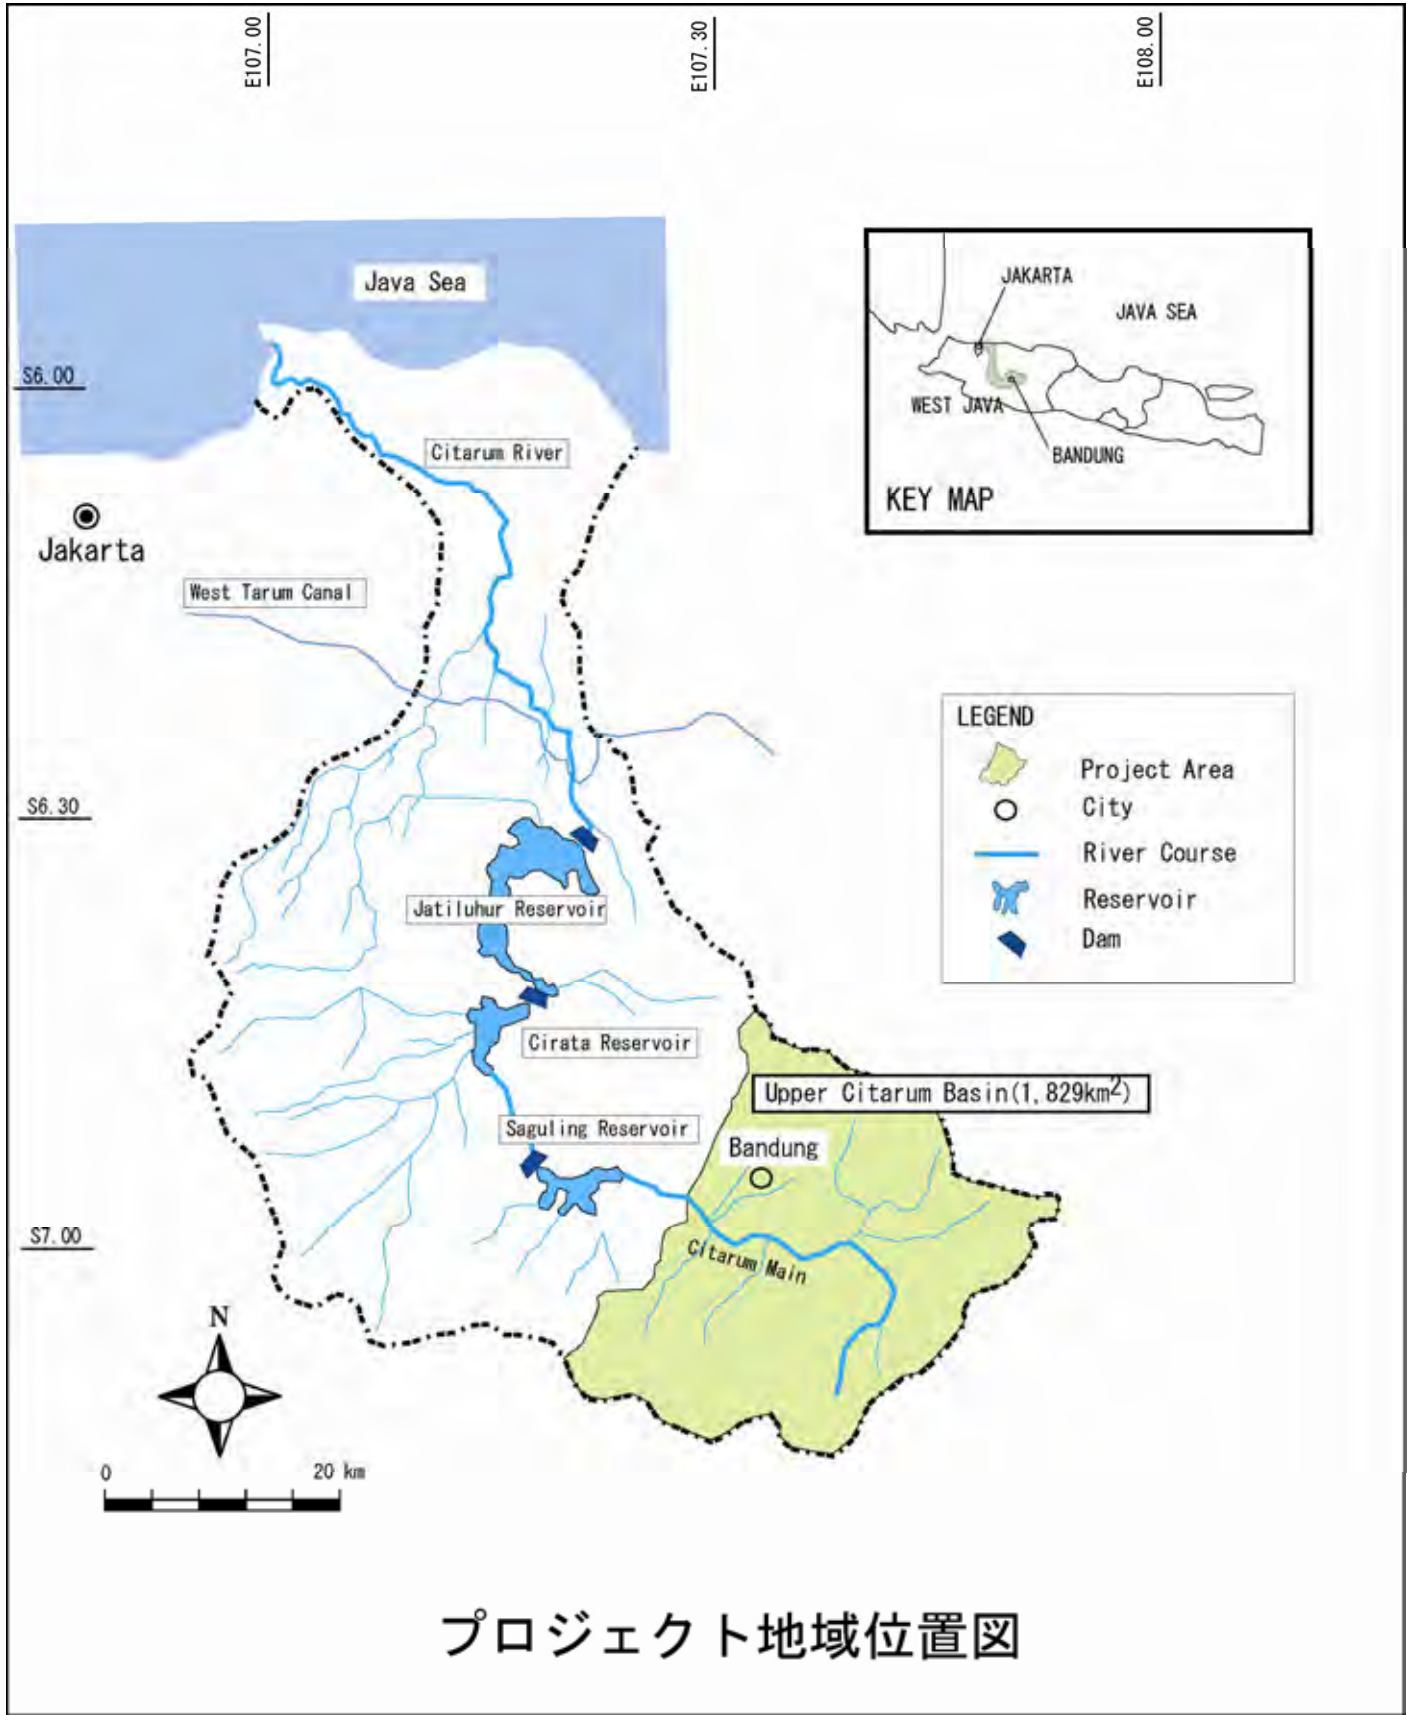 E107.00
E107.30
E108.00
Java Sea
JAKARTA
JAVA SEA
WEST JAVA
BANDUNG
KEY MAP
S6.00
Citarum River
Jakarta
West Tarum Canal
LEGEND
Project Area
City
River Course
Reservoir
Dam
S6.30
Jatiluhur Reservoir
Cirata Reservoir
Upper Citarum Basin(1,829km²)
Saguling Reservoir
Bandung
S7.00
Citarum Main
N
0 20 km
プロジェクト地域位置図